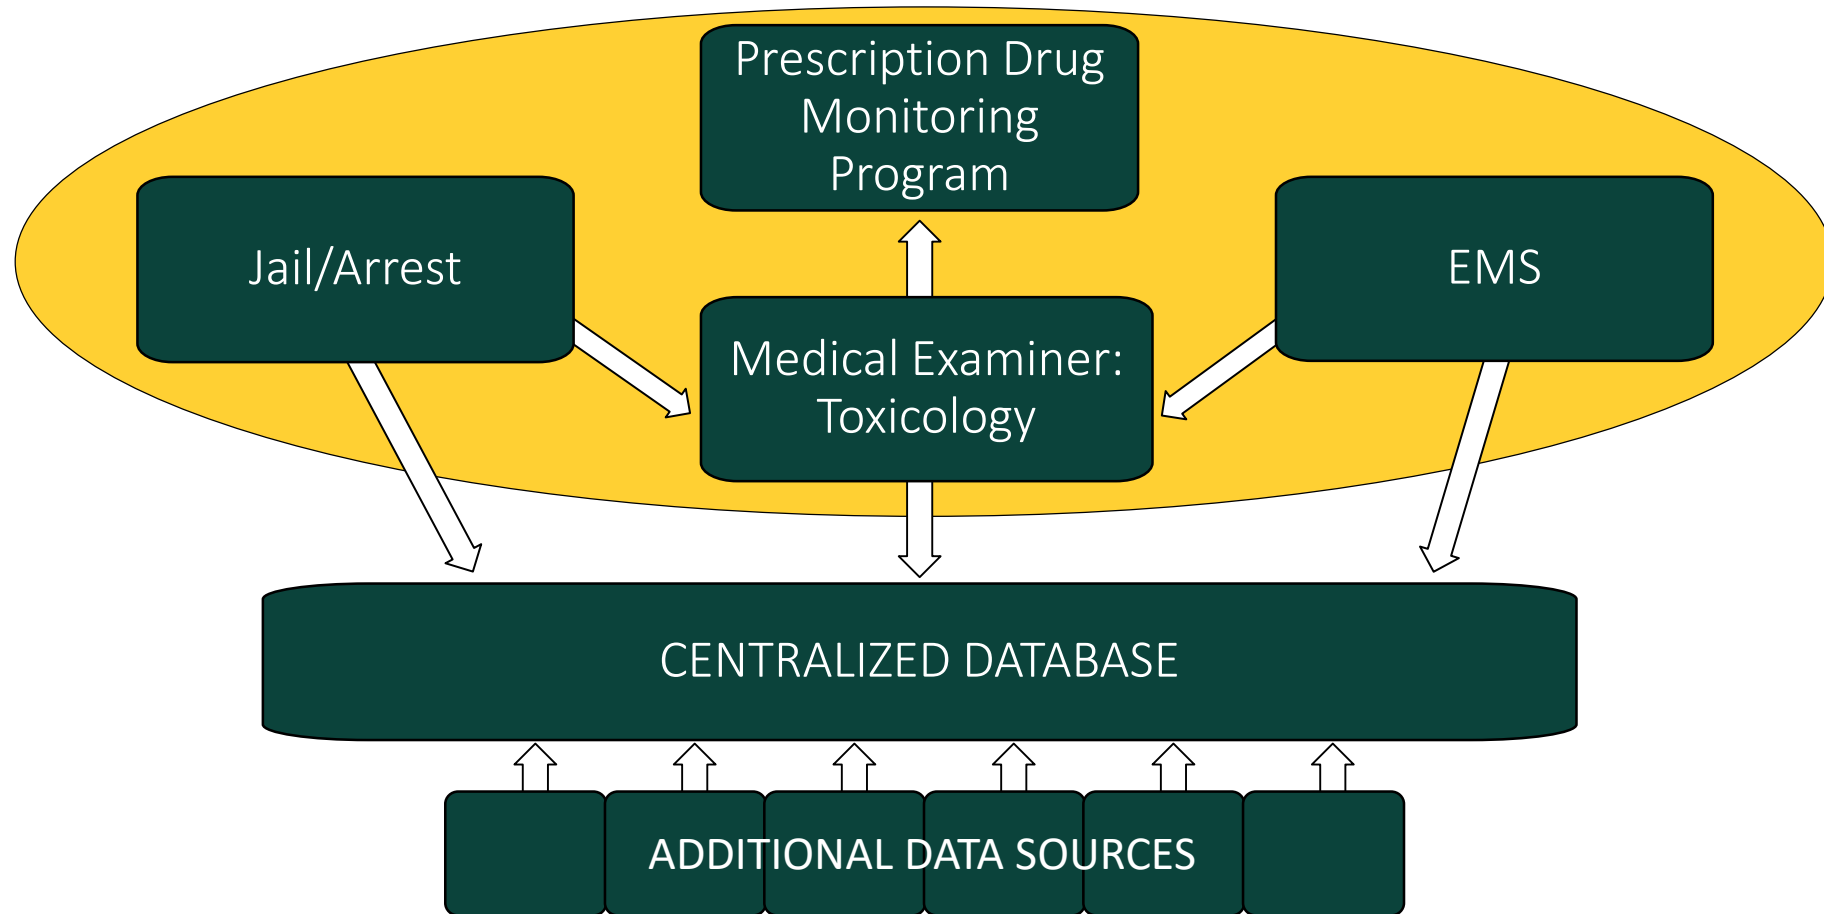 Prescription Drug
Monitoring
Program
Jail/Arrest
EMS
Medical Examiner:
Toxicology
CENTRALIZED DATABASE
ADDITIONAL DATA SOURCES